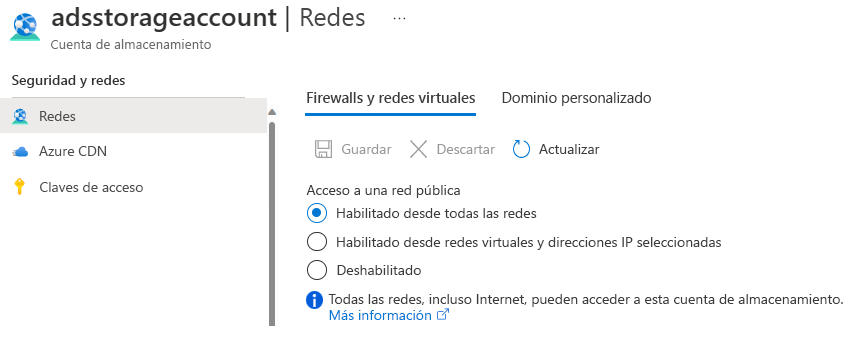 adsstorageaccount | Redes ...
Cuenta de almacenamiento
Seguridad y redes
Redes
Azure CDN
Claves de acceso
Firewalls y redes virtuales Dominio personalizado
Guardar Descartar Actualizar
Acceso a una red pública
Habilitado desde todas las redes
Habilitado desde redes virtuales y direcciones IP seleccionadas
Deshabilitado
Todas las redes, incluso Internet, pueden acceder a esta cuenta de almacenamiento.
Más información